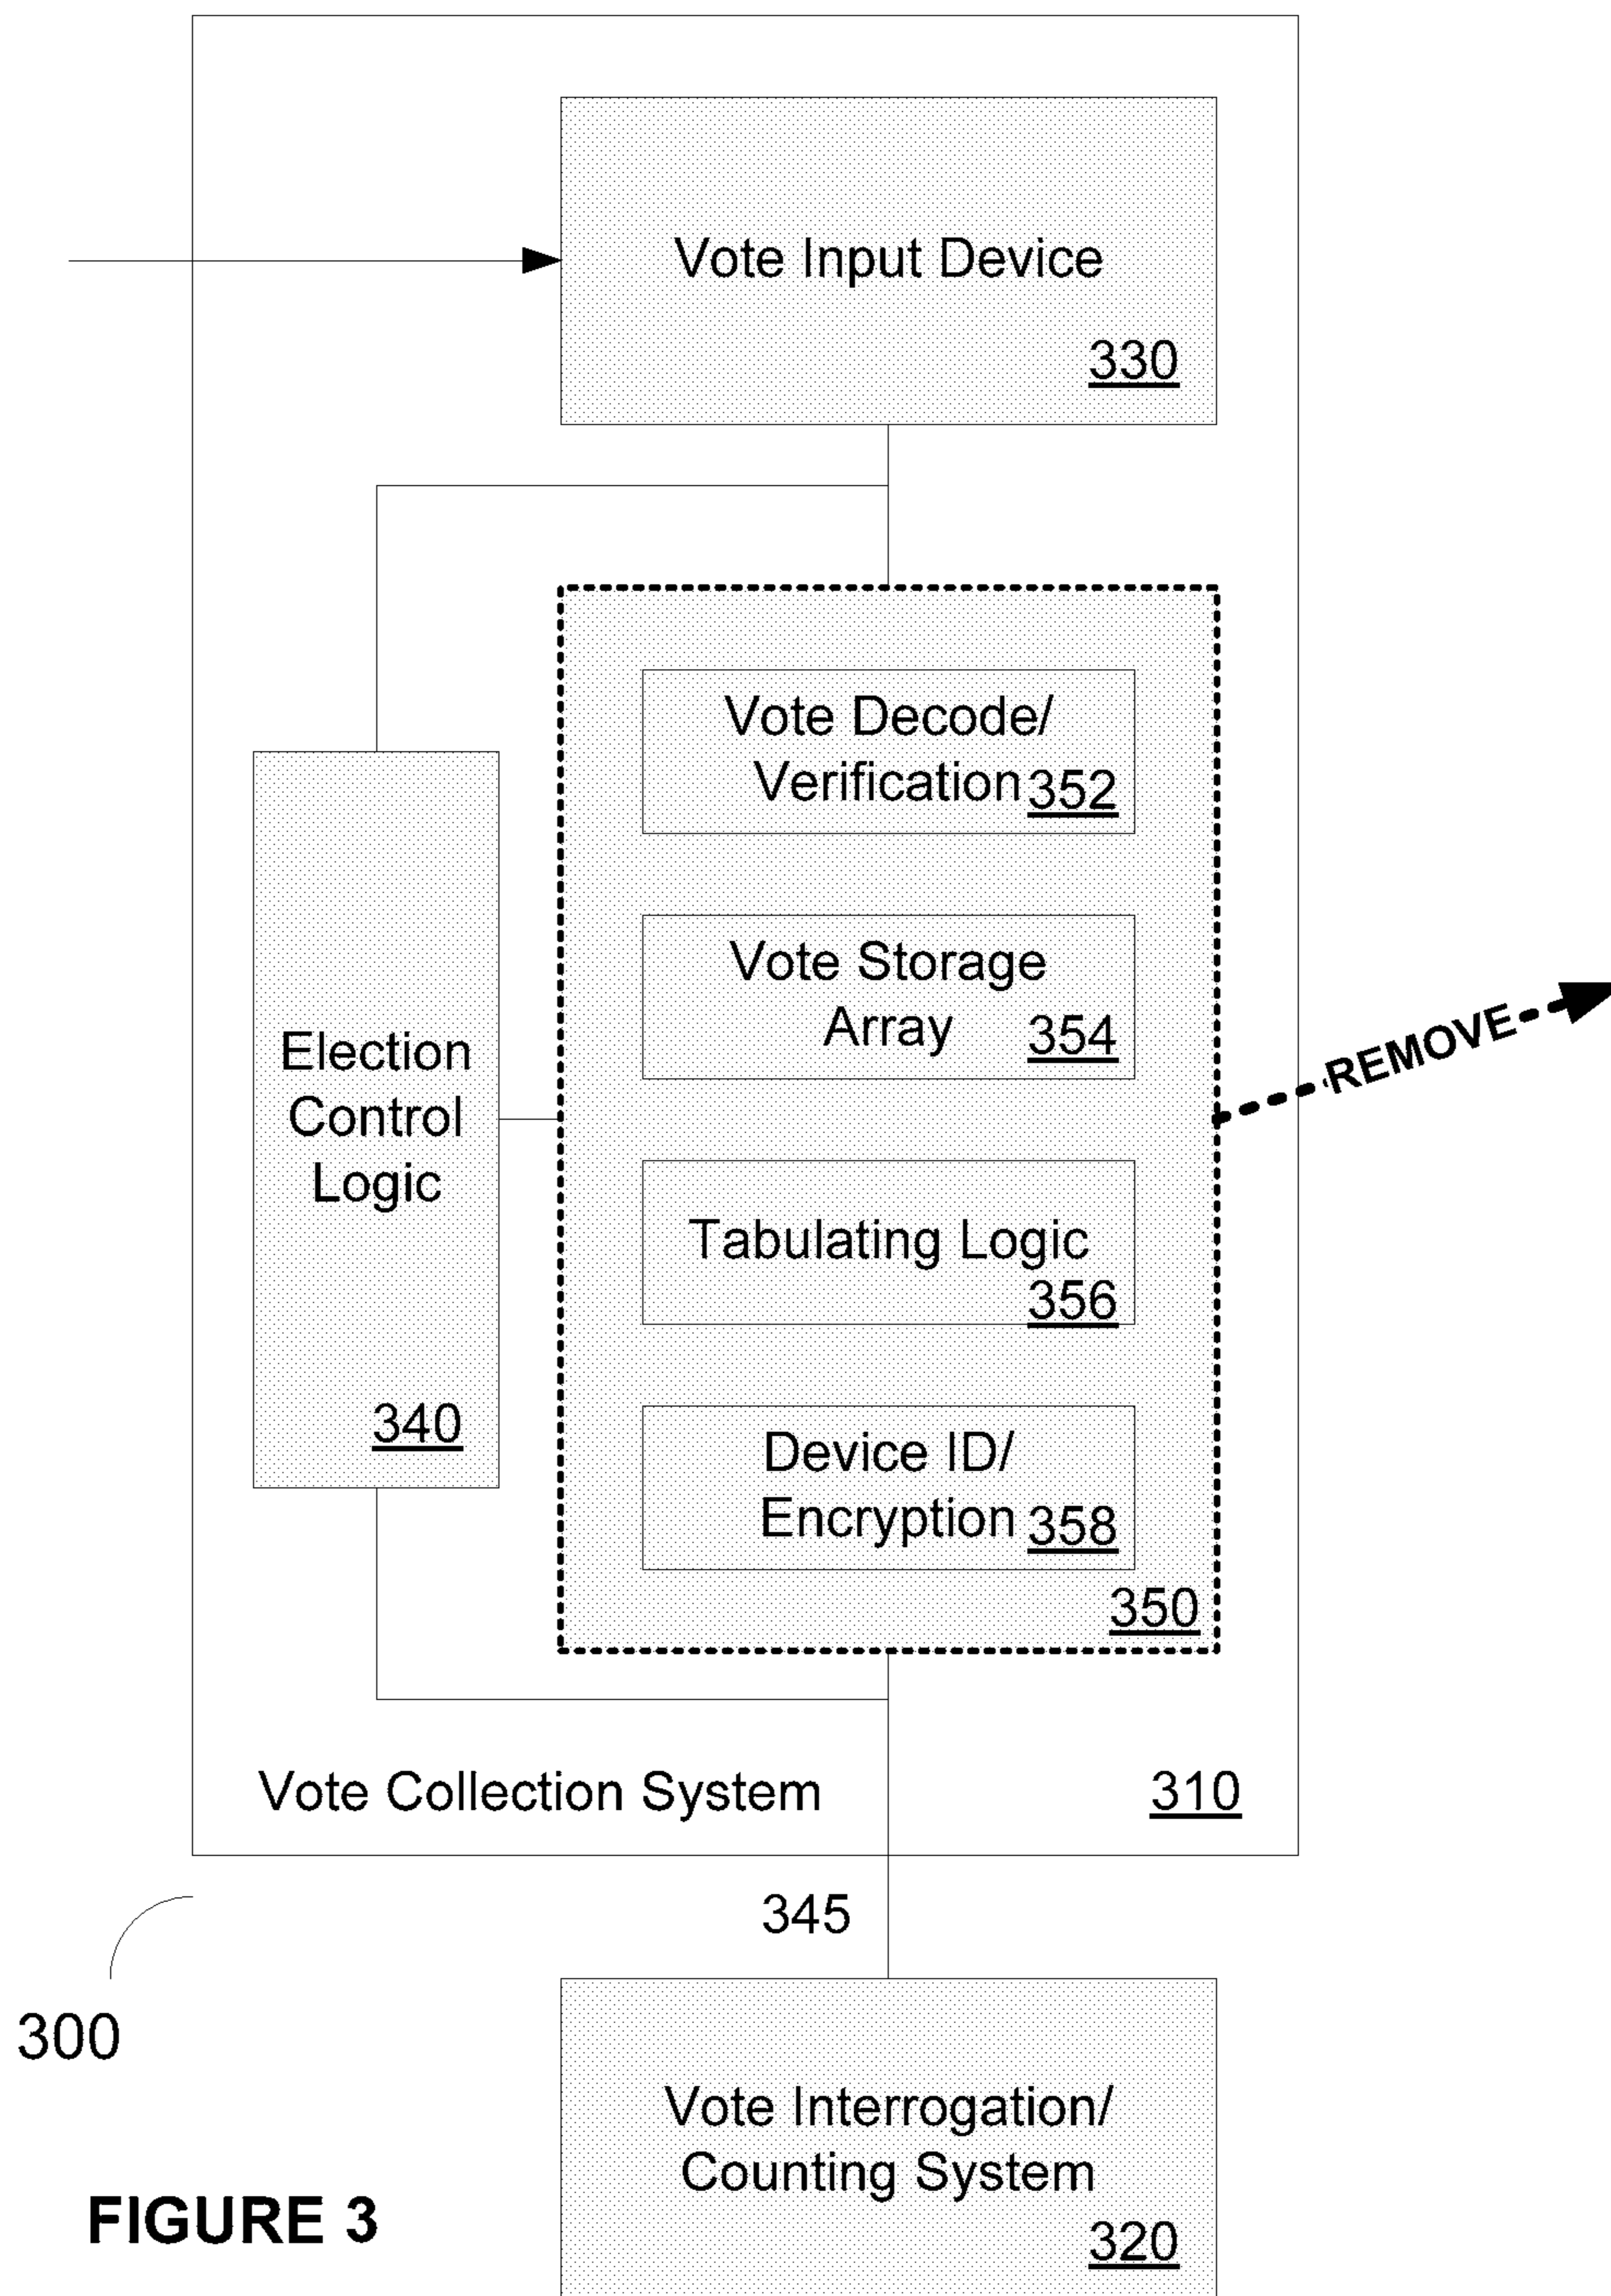 Vote Input Device
330
Vote Decode/
Verification 352
Vote Storage
Array 354
REMOVE
Election
Control
Logic
340
Tabulating Logic
356
Device ID/
Encryption 358
350
Vote Collection System 310
345
300
Vote Interrogation/
Counting System
320
FIGURE 3